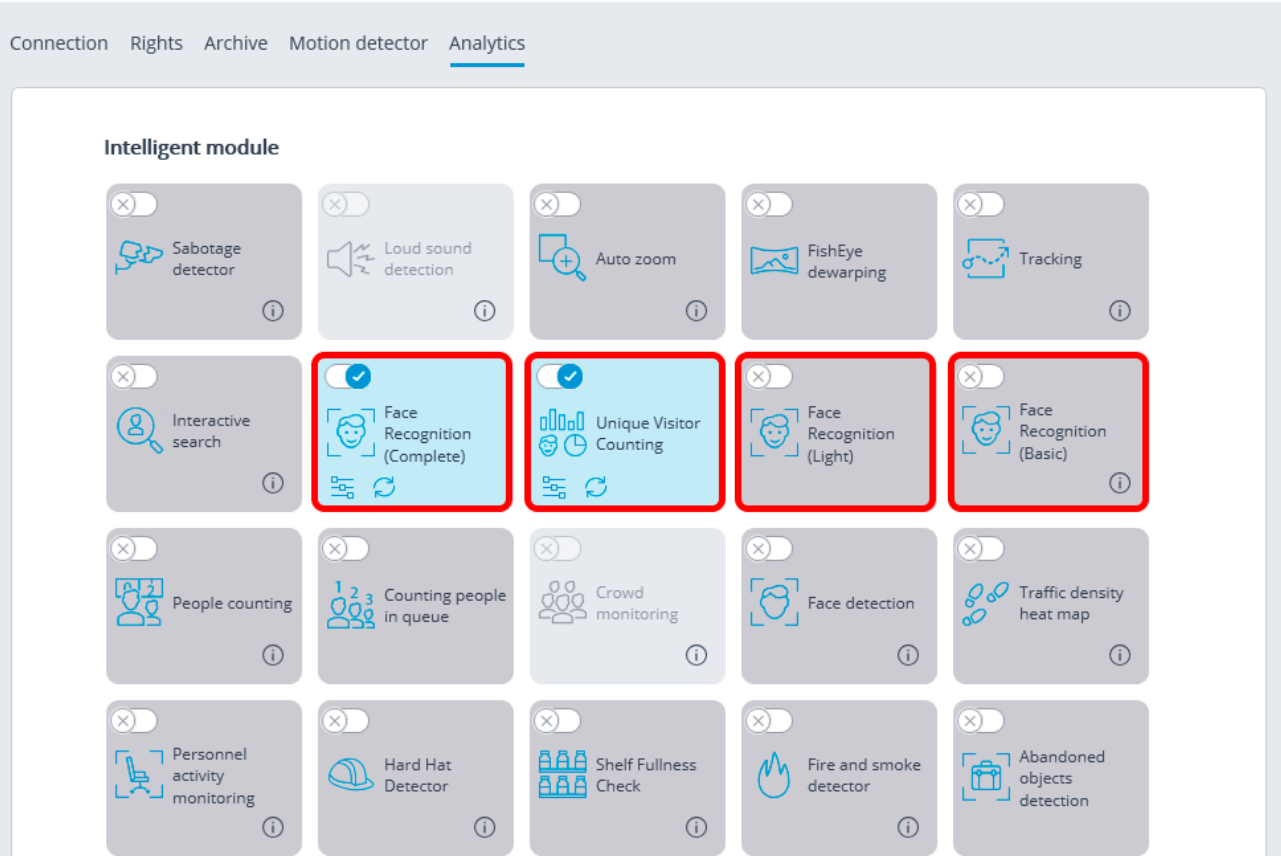 Connection Rights Archive Motion detector Analytics
Intelligent module
Sabotage
detector
Loud sound
detection
Auto zoom
FishEye
dewarping
Tracking
Interactive
search
Face
Recognition
(Complete)
Unique Visitor
Counting
Face
Recognition
(Light)
Face
Recognition
(Basic)
People counting
1 2 3
Counting people
in queue
Crowd
monitoring
Face detection
Traffic density
heat map
Personnel
activity
monitoring
Hard Hat
Detector
Shelf Fullness
Check
Fire and smoke
detector
Abandoned
objects
detection